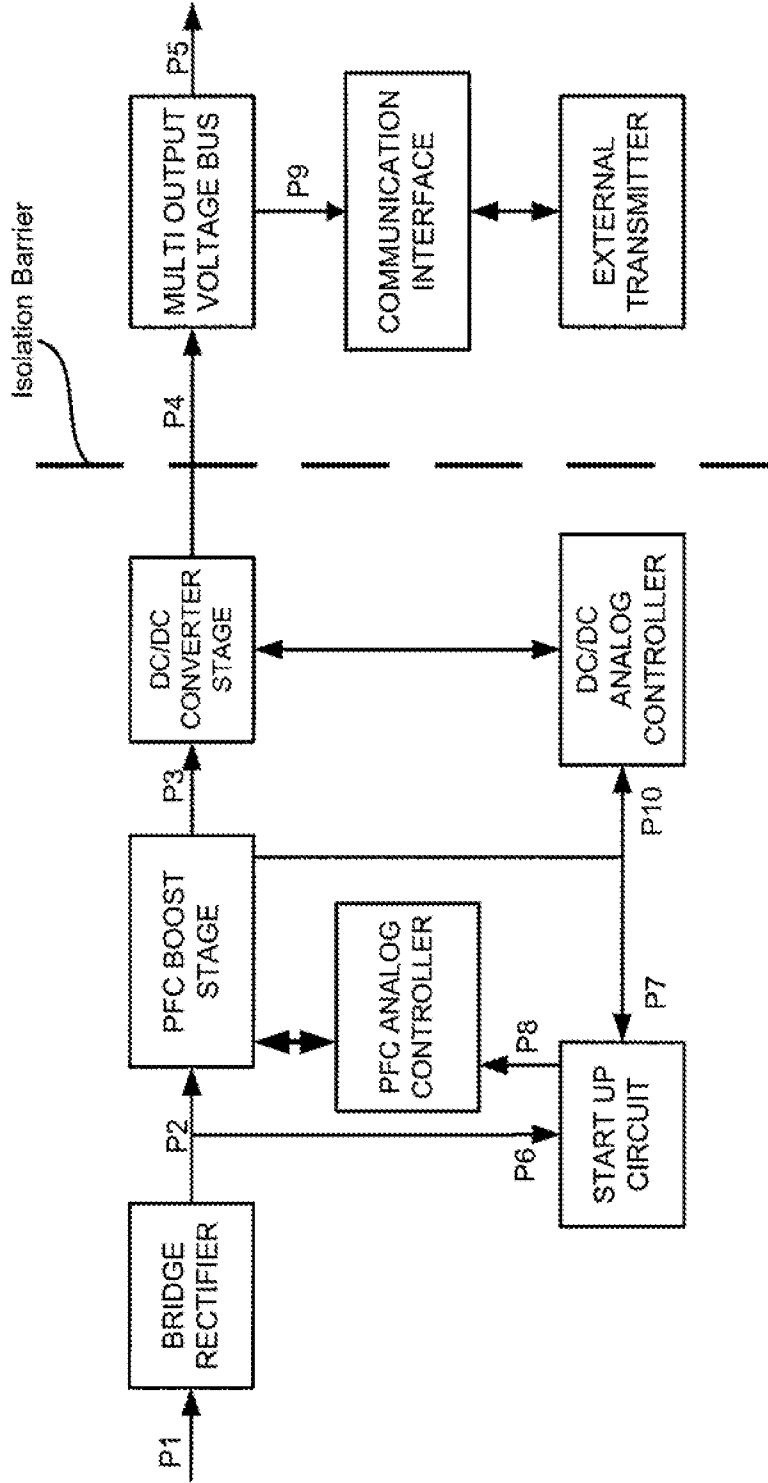 Isolation Barrier
P1
BRIDGE
RECTIFIER
P2
PFC BOOST
STAGE
P3
DC/DC
CONVERTER
STAGE
P4
MULTI OUTPUT
VOLTAGE BUS
P5
P9
PFC ANALOG
CONTROLLER
COMMUNICATION
INTERFACE
P6
P8
START UP
CIRCUIT
P7
P10
DC/DC
ANALOG
CONTROLLER
EXTERNAL
TRANSMITTER